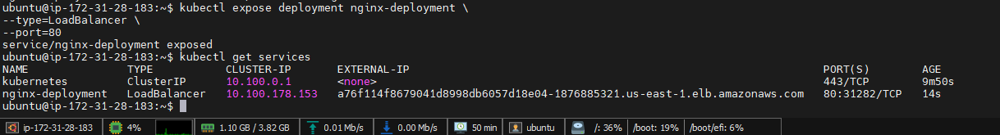 ubuntu@ip-172-31-28-183:~$ kubectl expose deployment nginx-deployment \
--type=LoadBalancer \
--port=80
service/nginx-deployment exposed
ubuntu@ip-172-31-28-183:~$ kubectl get services
NAME TYPE CLUSTER-IP EXTERNAL-IP PORT(S) AGE
kubernetes ClusterIP 10.100.0.1 <none> 443/TCP 9m50s
nginx-deployment LoadBalancer 10.100.178.153 a76f114f8679041d8998db6057d18e04-1876885321.us-east-1.elb.amazonaws.com 80:31282/TCP 14s
ubuntu@ip-172-31-28-183:~$
ip-172-31-28-183 4% 1.10 GB / 3.82 GB 0.01 Mb/s 0.00 Mb/s 50 min ubuntu /: 36% /boot: 19% /boot/efi: 6%